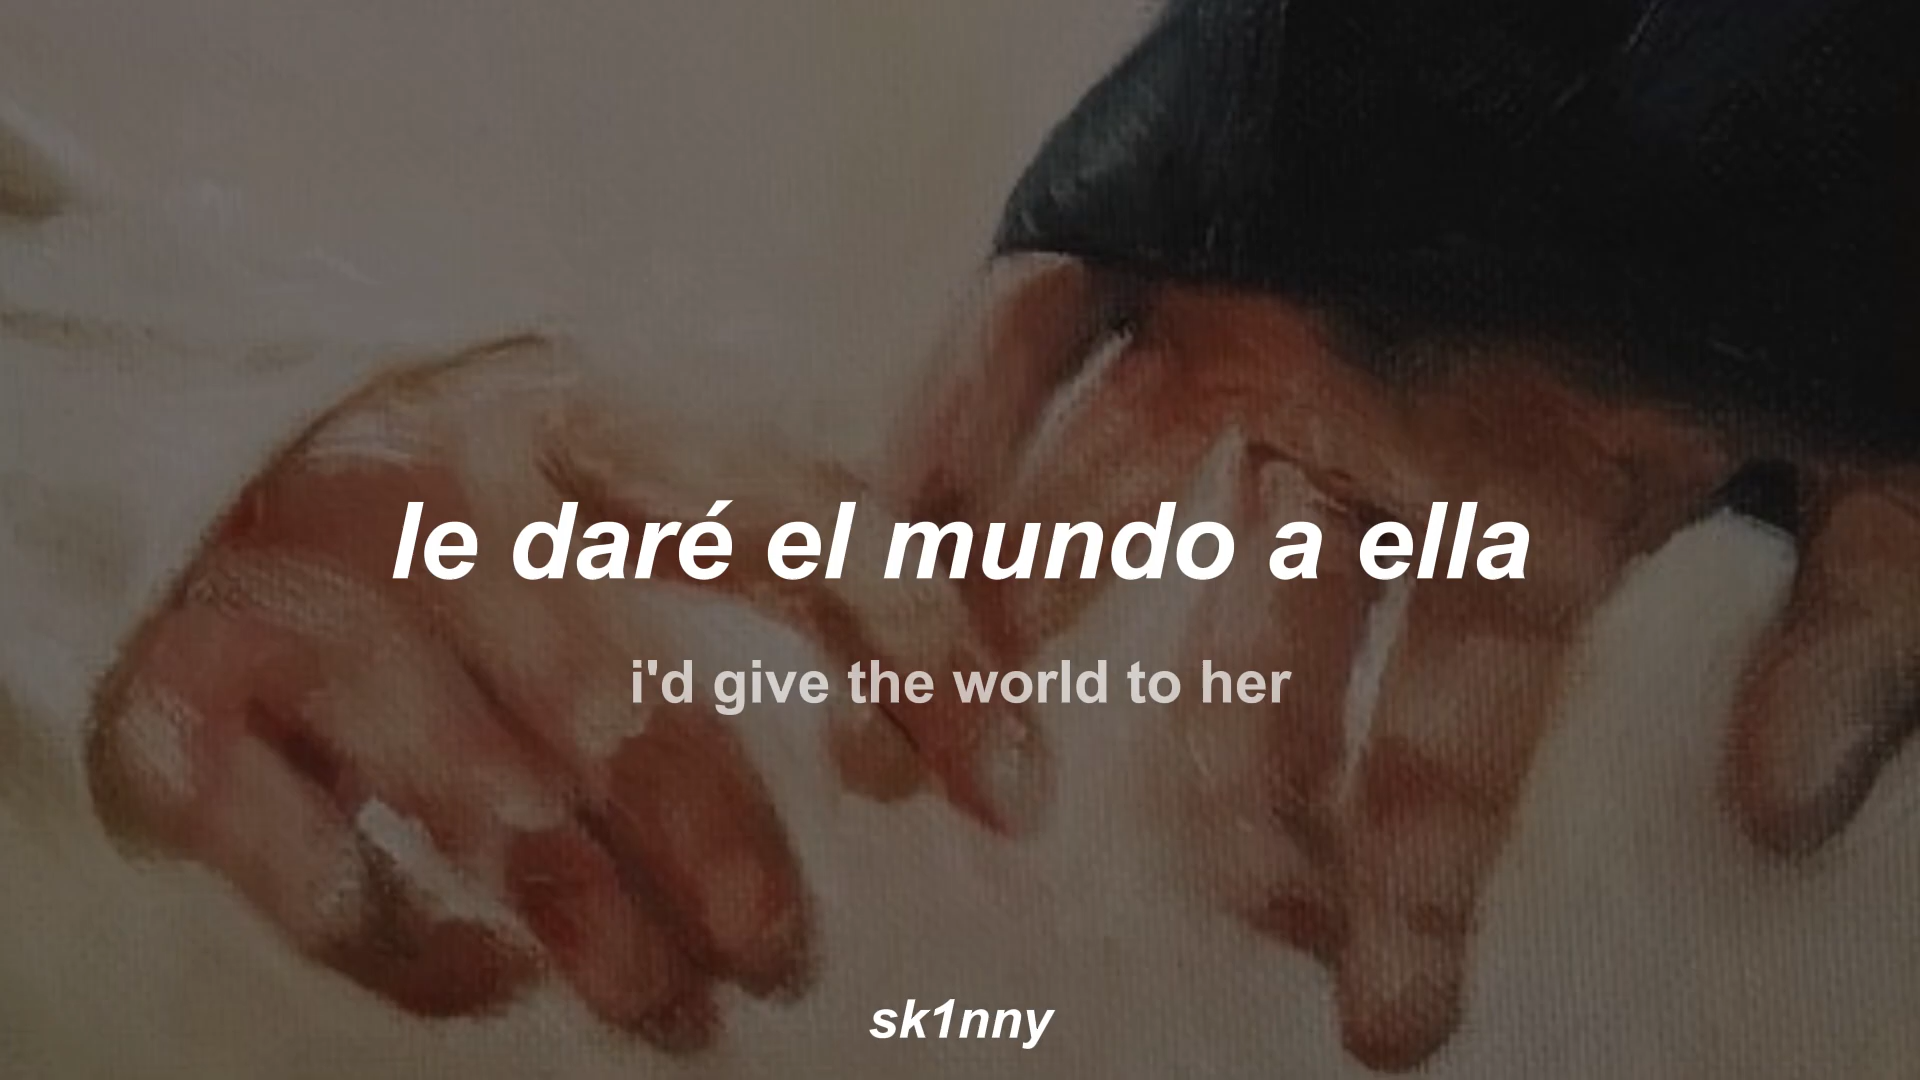 le daré el mundo a ella
i'd give the world to her
sk1nny